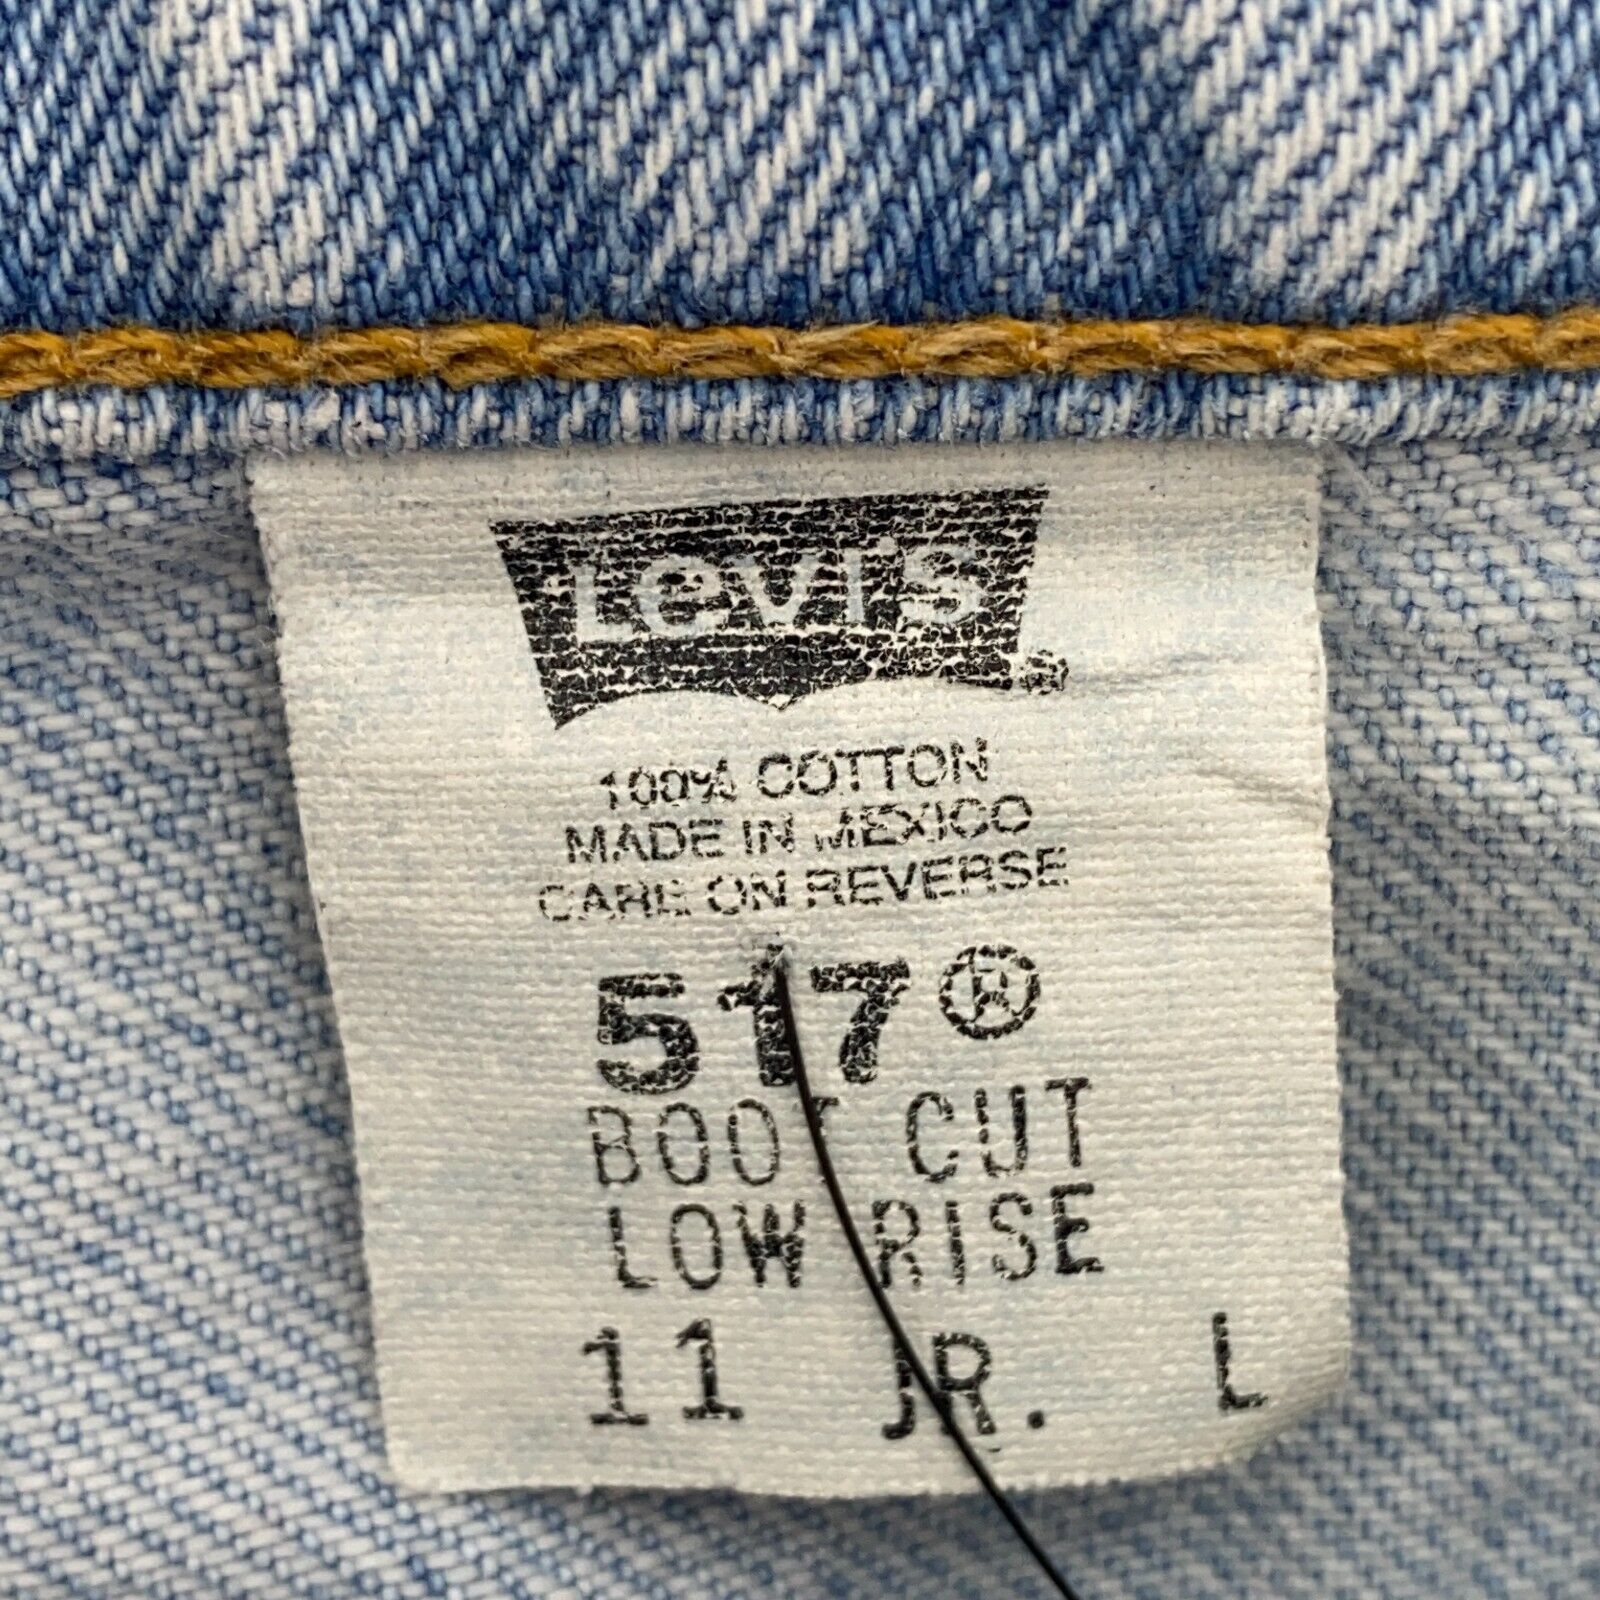 Levi's ®
100% COTTON
MADE IN MEXICO
CARE ON REVERSE
517®
BOOT CUT
LOW RISE
11 JR. L